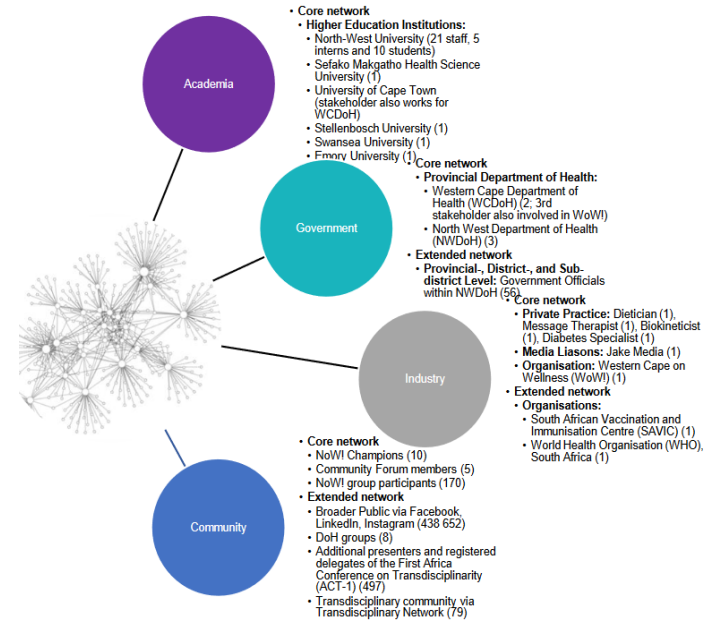 • Core network
• Higher Education Institutions:
• North-West University (21 staff, 5
interns and 10 students)
• Sefako Makgatho Health Science
University (1)
• University of Cape Town
(stakeholder also works for
WCDoH)
• Stellenbosch University (1)
• Swansea University (1)
• Emory University (1)
Academia
• Core network
• Provincial Department of Health:
• Western Cape Department of
Health (WCDoH) (2; 3rd
stakeholder also involved in WoW!)
• North West Department of Health
(NWDoH) (3)
• Extended network
• Provincial-, District-, and Sub-
district Level: Government Officials
within NWDoH (56)
Government
• Core network
• Private Practice: Dietician (1),
Message Therapist (1), Biokineticist
(1), Diabetes Specialist (1)
• Media Liasons: Jake Media (1)
• Organisation: Western Cape on
Wellness (WoW!) (1)
• Extended network
• Organisations:
• South African Vaccination and
Immunisation Centre (SAVIC) (1)
• World Health Organisation (WHO),
South Africa (1)
Industry
• Core network
• NoW! Champions (10)
• Community Forum members (5)
• NoW! group participants (170)
• Extended network
• Broader Public via Facebook,
LinkedIn, Instagram (438 652)
• DoH groups (8)
• Additional presenters and registered
delegates of the First Africa
Conference on Transdisciplinarity
(ACT-1) (497)
• Transdisciplinary community via
Transdisciplinary Network (79)
Community